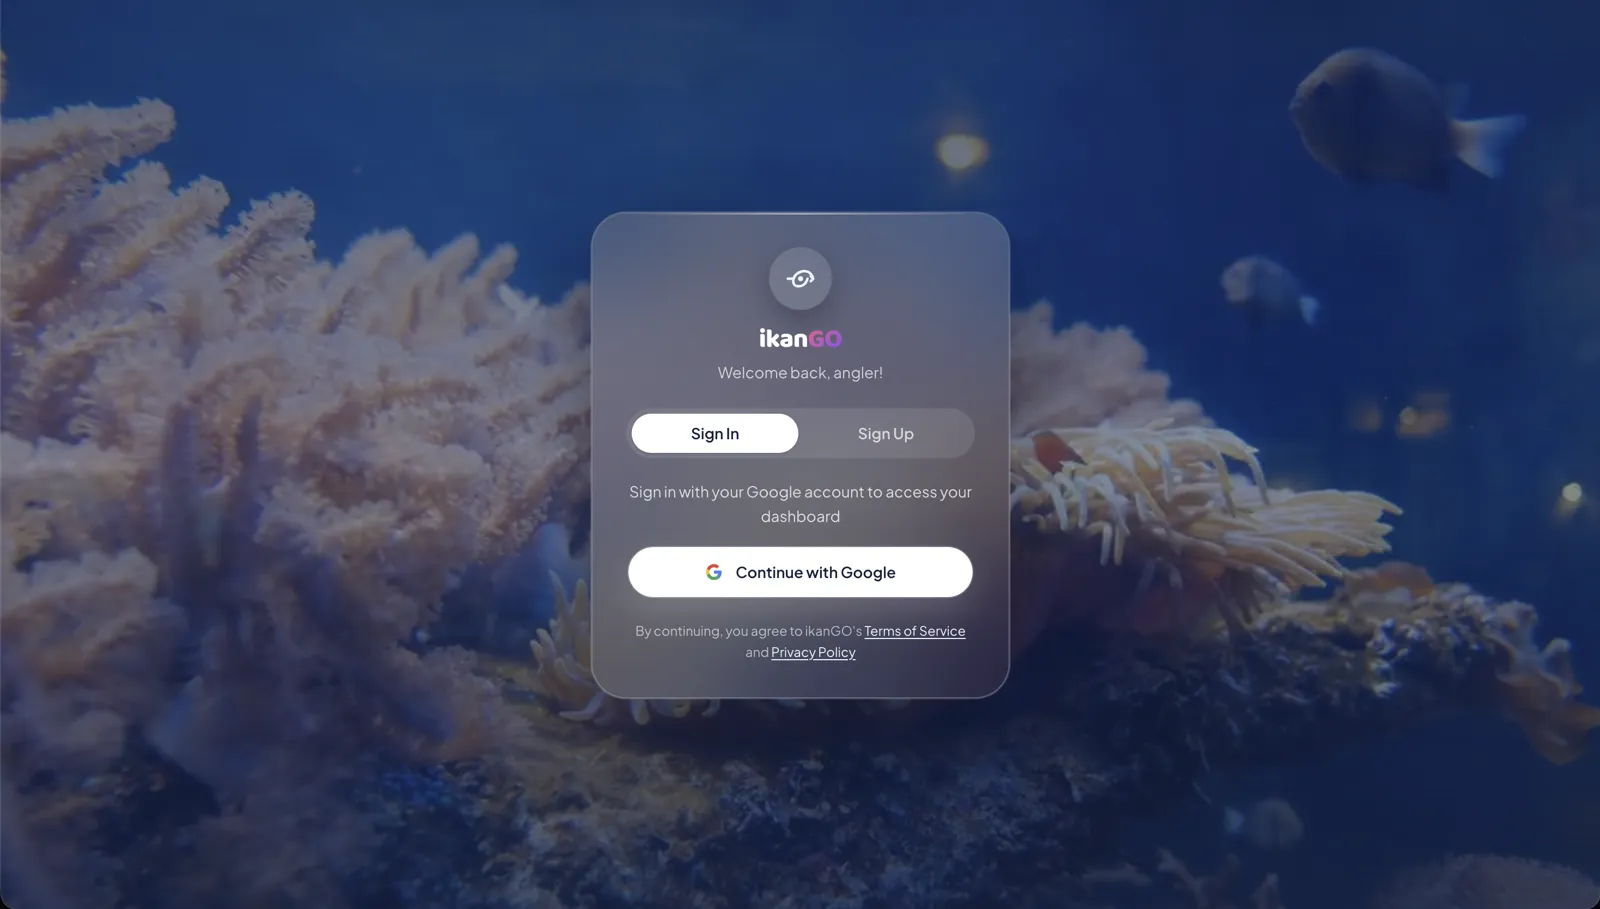 ikanGO
Welcome back, angler!
Sign In
Sign Up
Sign in with your Google account to access your
dashboard
Continue with Google
By continuing, you agree to ikanGO's Terms of Service
and Privacy Policy